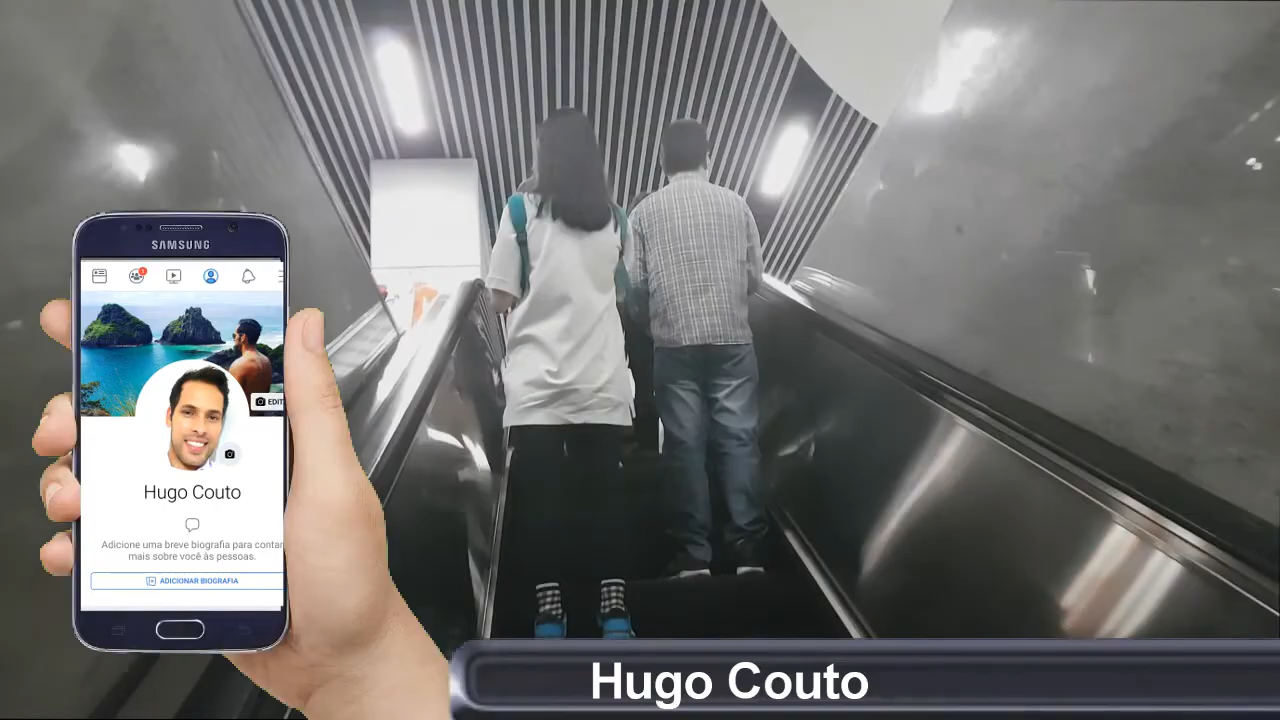 SAMSUNG
1
EDIT
Hugo Couto
Adicione uma breve biografia para contar
mais sobre você às pessoas.
ADICIONAR BIOGRAFIA
Hugo Couto